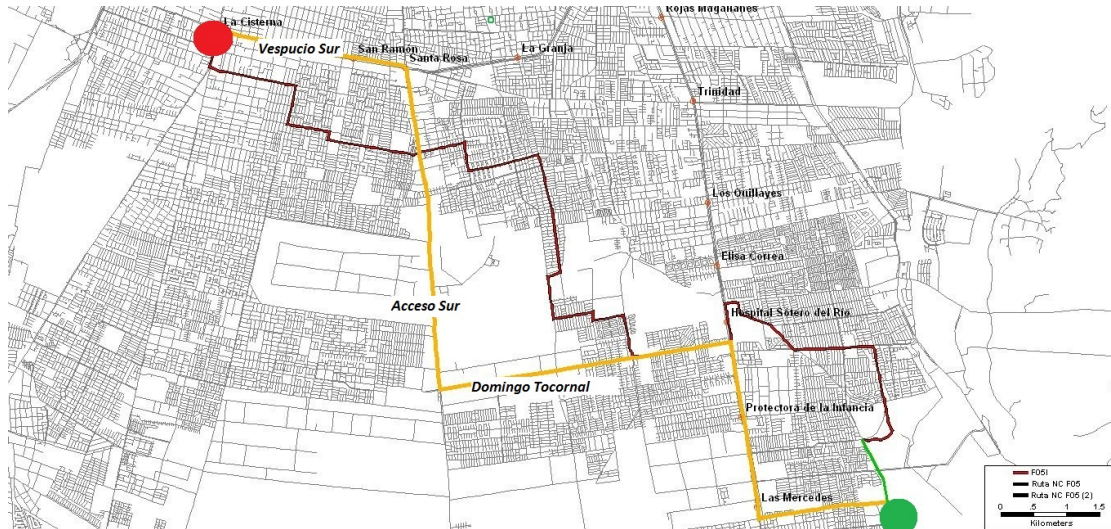 Rojas Magallanes
La Cisterna
Vespucio Sur
San Ramón
Santa Rosa
La Granja
Trinidad
Los Quillayes
Elisa Correa
Acceso Sur
Hospital Sótero del Río
Domingo Tocornal
Protectora de la Infancia
Las Mercedes
F05I
Ruta NC F05
Ruta NC F05 (2)
0 .5 1 1.5
Kilometers